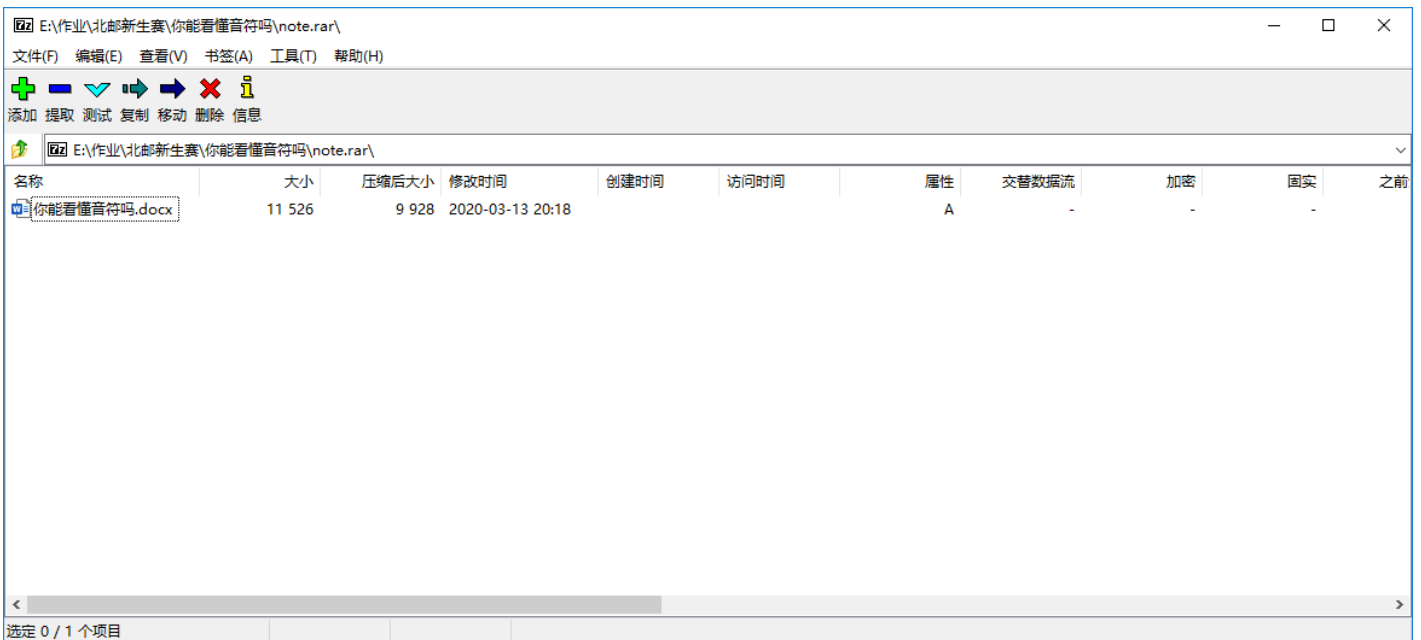 E:\作业\北邮新生赛\你能看懂音符吗\note.rar\
文件(F) 编辑(E) 查看(V) 书签(A) 工具(T) 帮助(H)
添加 提取 测试 复制 移动 删除 信息
E:\作业\北邮新生赛\你能看懂音符吗\note.rar\
名称 大小 压缩后大小 修改时间 创建时间 访问时间 属性 交替数据流 加密 固实 之前
你能看懂音符吗.docx 11 526 9 928 2020-03-13 20:18 A - - -
选定 0 / 1 个项目